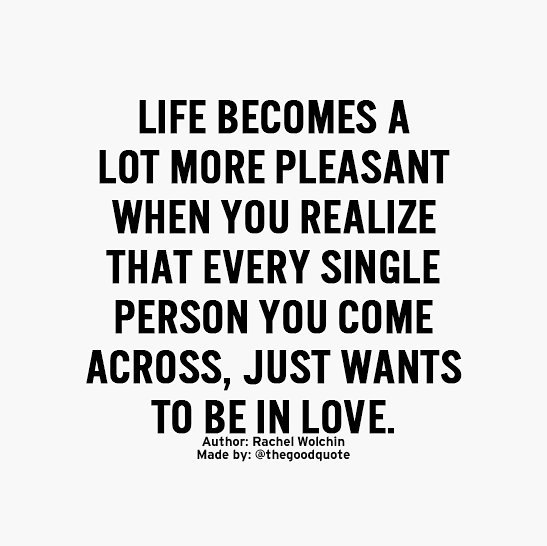 LIFE BECOMES A
LOT MORE PLEASANT
WHEN YOU REALIZE
THAT EVERY SINGLE
PERSON YOU COME
ACROSS, JUST WANTS
TO BE IN LOVE.
Author: Rachel Wolchin
Made by: @thegoodquote